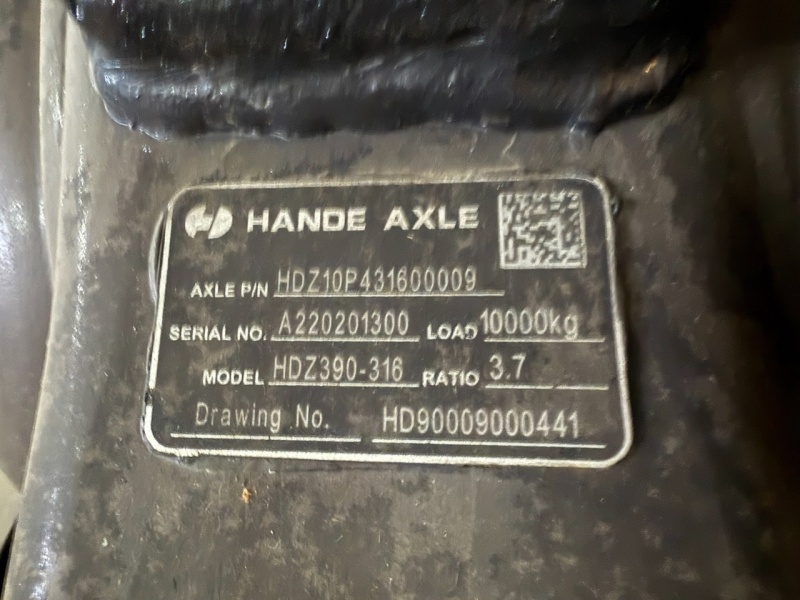 HANDE AXLE
AXLE P/N HDZ10P431600009
SERIAL NO. A220201300 LOAD 10000kg
MODEL HDZ390-316 RATIO 3.7
Drawing No. HD90009000441